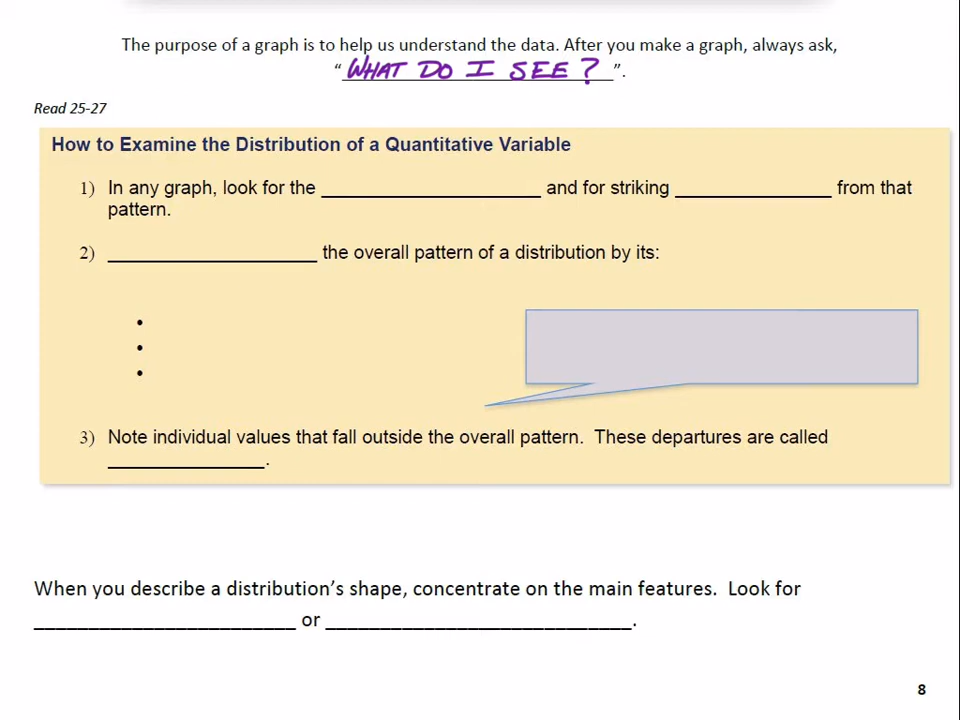 The purpose of a graph is to help us understand the data. After you make a graph, always ask,
“WHAT DO I SEE?”.
Read 25-27
How to Examine the Distribution of a Quantitative Variable
1) In any graph, look for the ____________________ and for striking ______________ from that
pattern.
2) ___________________ the overall pattern of a distribution by its:
•
•
•
3) Note individual values that fall outside the overall pattern. These departures are called
______________.
When you describe a distribution’s shape, concentrate on the main features. Look for
________________________ or ____________________________.
8